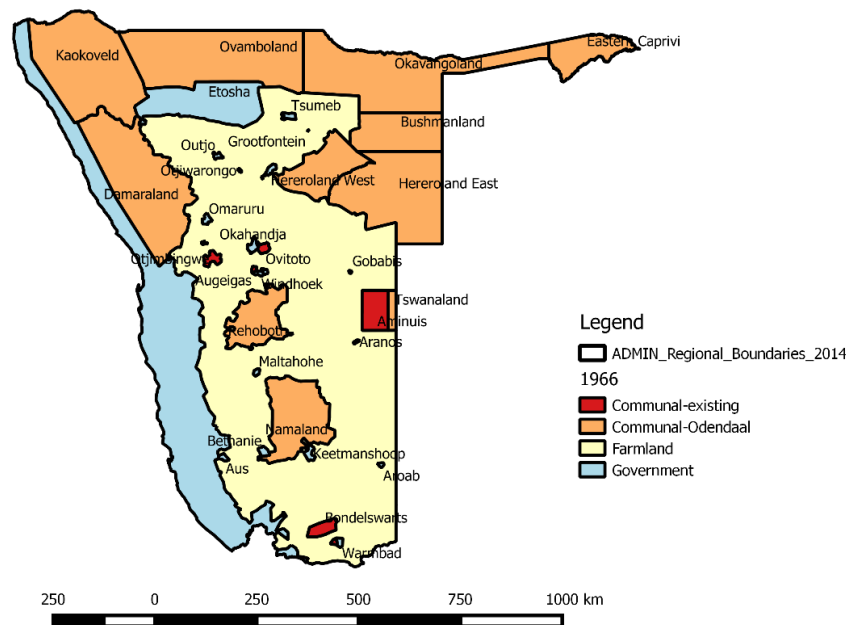 Kaokoveld
Ovamboland
Eastern Caprivi
Okavangoland
Etosha
Tsumeb
Bushmanland
Grootfontein
Outjo
Otjiwarongo
Hereroland West
Hereroland East
Damaraland
Omaruru
Okahandja
Otjimbingwe
Ovitoto
Gobabis
Augeigas
Windhoek
Tswanaland
Aminuis
Rehoboth
Aranos
Maltahohe
Namaland
Bethanie
Keetmanshoop
Aus
Aroab
Bondelswarts
Warmbad
Legend
ADMIN_Regional_Boundaries_2014
1966
Communal-existing
Communal-Odendaal
Farmland
Government
250 0 250 500 750 1000 km